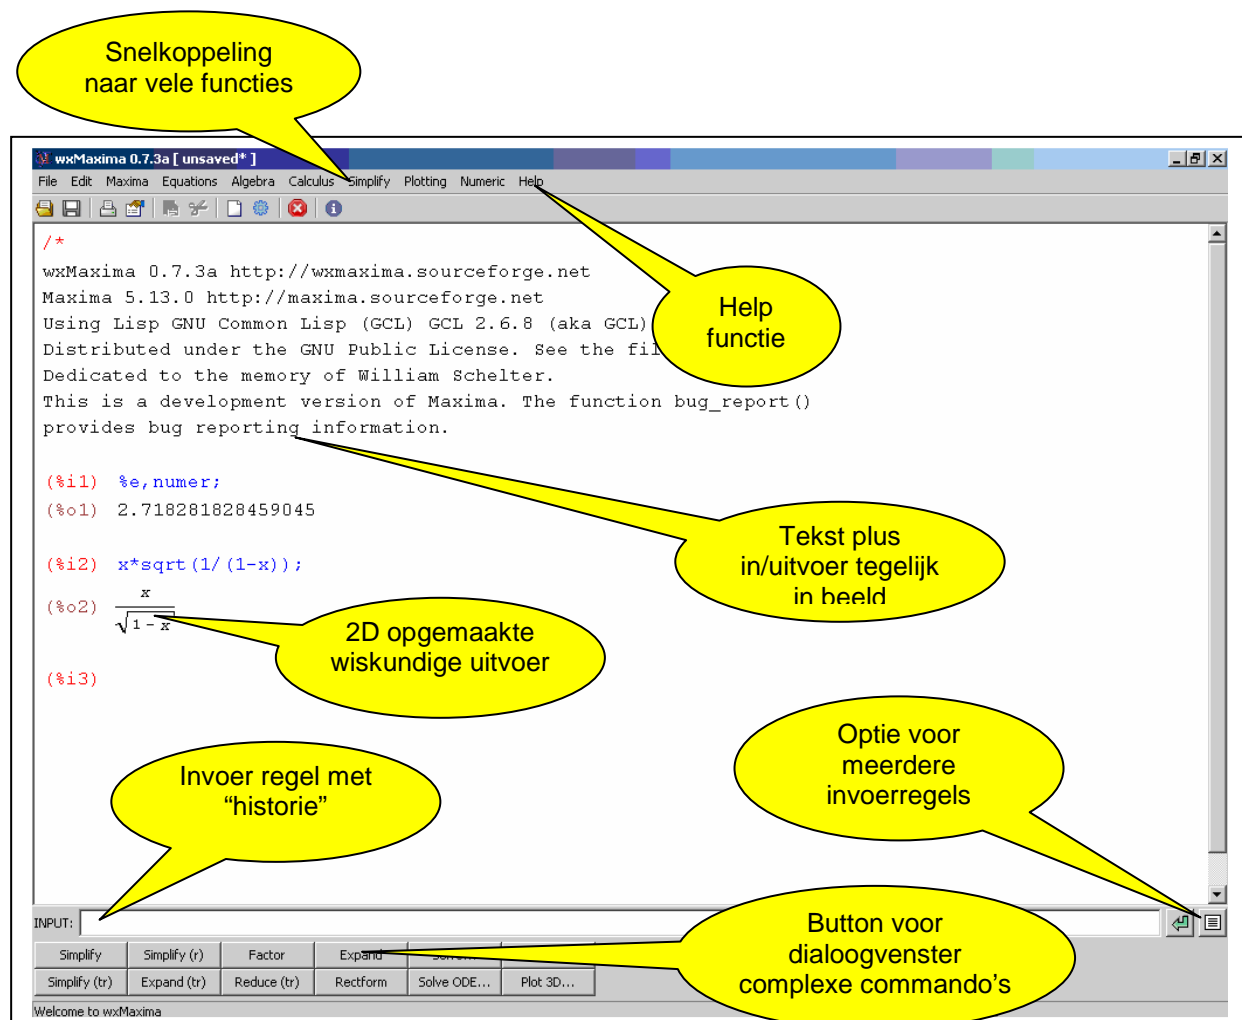 Snelkoppeling
naar vele functies
wxMaxima 0.7.3a [ unsaved* ]
File Edit Maxima Equations Algebra Calculus Simplify Plotting Numeric Help
/*
wxMaxima 0.7.3a http://wxmaxima.sourceforge.net
Maxima 5.13.0 http://maxima.sourceforge.net
Using Lisp GNU Common Lisp (GCL) GCL 2.6.8 (aka GCL)
Distributed under the GNU Public License. See the fil
Dedicated to the memory of William Schelter.
This is a development version of Maxima. The function bug_report()
provides bug reporting information.
Help
functie
(%i1) %e,numer;
(%o1) 2.718281828459045
Tekst plus
in/uitvoer tegelijk
in beeld
(%i2) x*sqrt(1/(1-x));
(%o2) x / √(1 - x)
2D opgemaakte
wiskundige uitvoer
(%i3)
Optie voor
meerdere
invoerregels
Invoer regel met
“historie”
INPUT:
Button voor
dialoogvenster
complexe commando’s
Simplify Simplify (r) Factor Expand
Simplify (tr) Expand (tr) Reduce (tr) Rectform Solve ODE... Plot 3D...
Welcome to wxMaxima